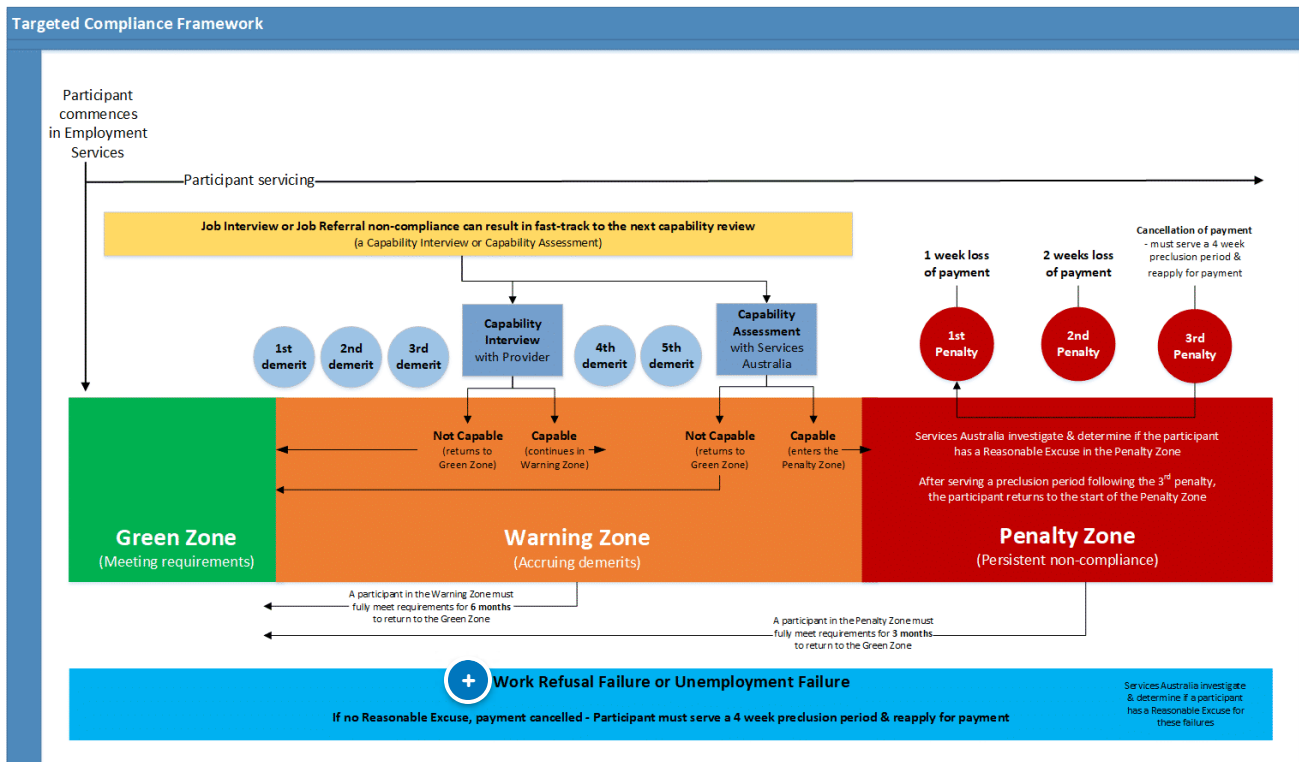 Targeted Compliance Framework
Participant
commences
in Employment
Services
Participant servicing
Job Interview or Job Referral non-compliance can result in fast-track to the next capability review
(a Capability Interview or Capability Assessment)
1st
demerit
2nd
demerit
3rd
demerit
Capability
Interview
with Provider
4th
demerit
5th
demerit
Capability
Assessment
with Services
Australia
1 week loss
of payment
2 weeks loss
of payment
Cancellation of payment
- must serve a 4 week
preclusion period &
reapply for payment
1st
Penalty
2nd
Penalty
3rd
Penalty
Not Capable
(returns to
Green Zone)
Capable
(continues in
Warning Zone)
Not Capable
(returns to
Green Zone)
Capable
(enters the
Penalty Zone)
Services Australia investigate & determine if the participant
has a Reasonable Excuse in the Penalty Zone
After serving a preclusion period following the 3rd penalty,
the participant returns to the start of the Penalty Zone
Green Zone
(Meeting requirements)
Warning Zone
(Accruing demerits)
Penalty Zone
(Persistent non-compliance)
A participant in the Warning Zone must
fully meet requirements for 6 months
to return to the Green Zone
A participant in the Penalty Zone must
fully meet requirements for 3 months
to return to the Green Zone
+
Work Refusal Failure or Unemployment Failure
If no Reasonable Excuse, payment cancelled - Participant must serve a 4 week preclusion period & reapply for payment
Services Australia investigate
& determine if a participant
has a Reasonable Excuse for
these failures